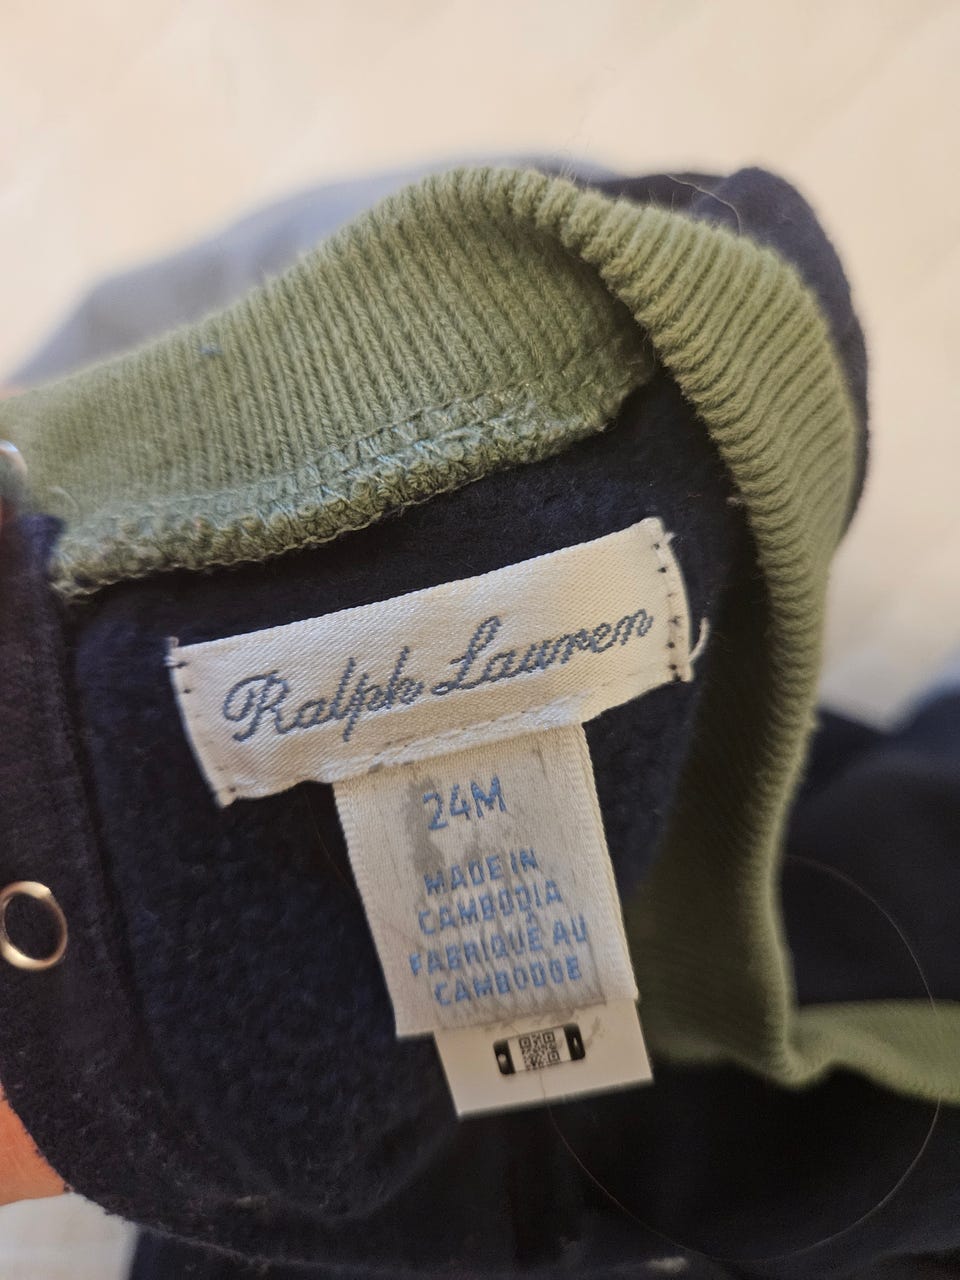 Ralph Lauren
24M
MADE IN
CAMBODIA
FABRIQUÉ AU
CAMBODGE